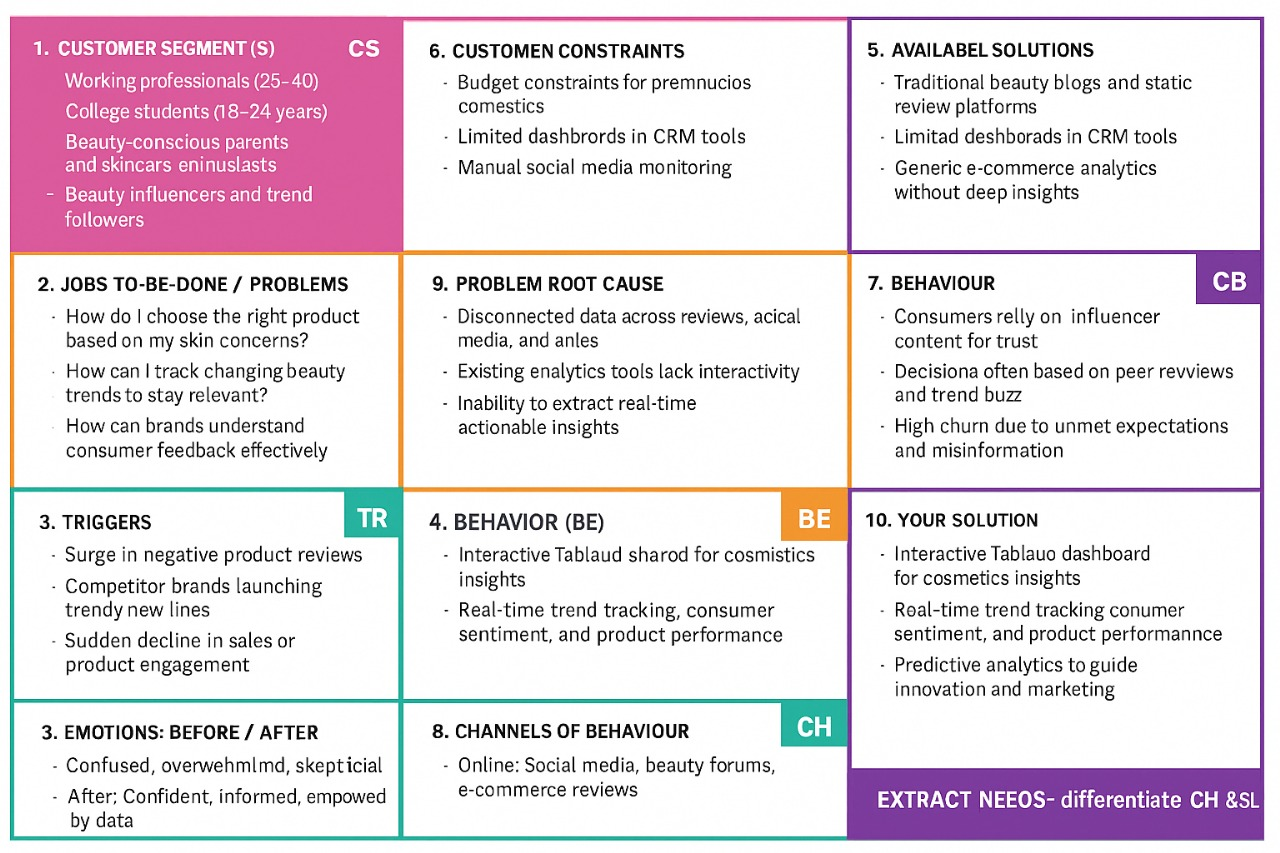 1. CUSTOMER SEGMENT (S) CS
Working professionals (25–40)
College students (18–24 years)
Beauty-conscious parents
and skincars eninuslasts
- Beauty influencers and trend
followers
6. CUSTOMEN CONSTRAINTS
- Budget constraints for premnucios
comestics
- Limited dashbrords in CRM tools
- Manual social media monitoring
5. AVAILABEL SOLUTIONS
- Traditional beauty blogs and static
review platforms
- Limitad deshborads in CRM tools
- Generic e-commerce analytics
without deep insights
2. JOBS TO-BE-DONE / PROBLEMS
- How do I choose the right product
based on my skin concerns?
- How can I track changing beauty
trends to stay relevant?
- How can brands understand
consumer feedback effectively
9. PROBLEM ROOT CAUSE
- Disconnected data across reviews, acical
media, and anles
- Existing enalytics tools lack interactivity
- Inability to extract real-time
actionable insights
7. BEHAVIOUR CB
- Consumers rely on influencer
content for trust
- Decisiona often based on peer revviews
and trend buzz
- High churn due to unmet expectations
and misinformation
3. TRIGGERS TR
- Surge in negative product reviews
- Competitor brands launching
trendy new lines
- Sudden decline in sales or
product engagement
4. BEHAVIOR (BE) BE
- Interactive Tablaud sharod for cosmistics
insights
- Real-time trend tracking, consumer
sentiment, and product performance
10. YOUR SOLUTION
- Interactive Tablauo dashboard
for cosmetics insights
- Real-time trend tracking conumer
sentiment, and product performannce
- Predictive analytics to guide
innovation and marketing
3. EMOTIONS: BEFORE / AFTER
- Confused, overwehmlmd, skepticial
- After; Confident, informed, empowed
by data
8. CHANNELS OF BEHAVIOUR CH
- Online: Social media, beauty forums,
e-commerce reviews
EXTRACT NEEOS- differentiate CH &SL